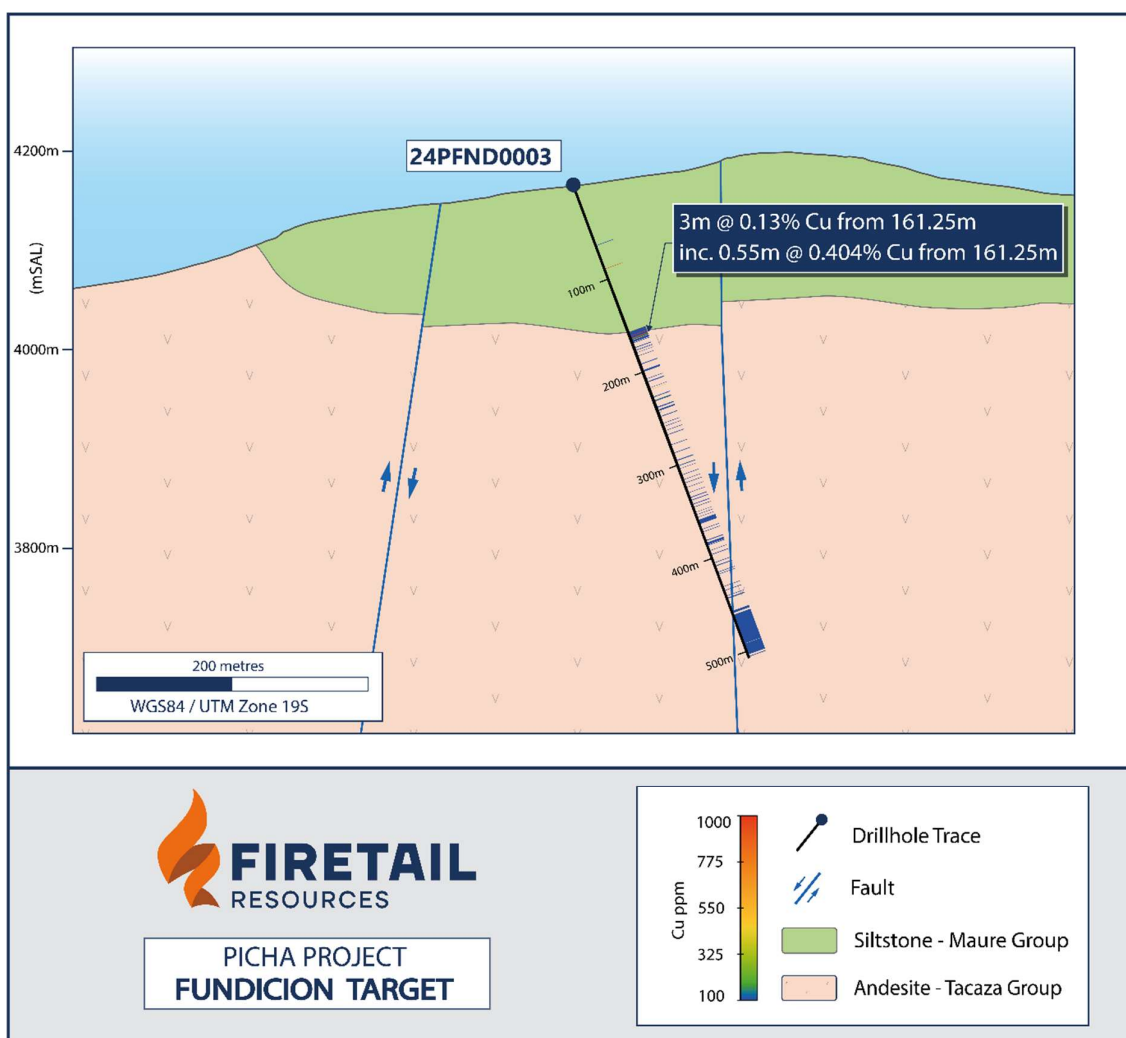 4200m
24PFND0003
3m @ 0.13% Cu from 161.25m
inc. 0.55m @ 0.404% Cu from 161.25m
(mSAL)
100m
4000m
200m
300m
3800m
400m
500m
200 metres
WGS84 / UTM Zone 19S
FIRETAIL
RESOURCES
PICHA PROJECT
FUNDICION TARGET
Cu ppm
1000
775
550
325
100
Drillhole Trace
Fault
Siltstone - Maure Group
Andesite - Tacaza Group